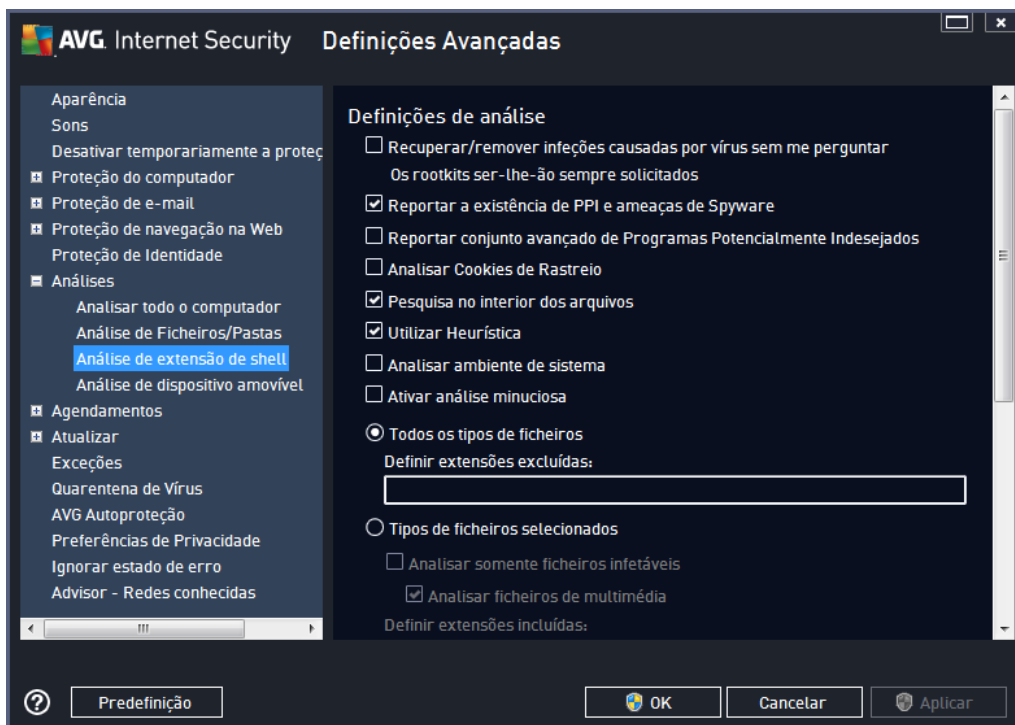 AVG. Internet Security Definições Avançadas
Aparência
Sons
Desativar temporariamente a proteç
Proteção do computador
Proteção de e-mail
Proteção de navegação na Web
Proteção de Identidade
Análises
Analisar todo o computador
Análise de Ficheiros/Pastas
Análise de extensão de shell
Análise de dispositivo amovível
Agendamentos
Atualizar
Exceções
Quarentena de Vírus
AVG Autoproteção
Preferências de Privacidade
Ignorar estado de erro
Advisor - Redes conhecidas
Definições de análise
Recuperar/remover infeções causadas por vírus sem me perguntar
Os rootkits ser-lhe-ão sempre solicitados
Reportar a existência de PPI e ameaças de Spyware
Reportar conjunto avançado de Programas Potencialmente Indesejados
Analisar Cookies de Rastreio
Pesquisa no interior dos arquivos
Utilizar Heurística
Analisar ambiente de sistema
Ativar análise minuciosa
Todos os tipos de ficheiros
Definir extensões excluídas:
Tipos de ficheiros selecionados
Analisar somente ficheiros infetáveis
Analisar ficheiros de multimédia
Definir extensões incluídas:
Predefinição
OK
Cancelar
Aplicar